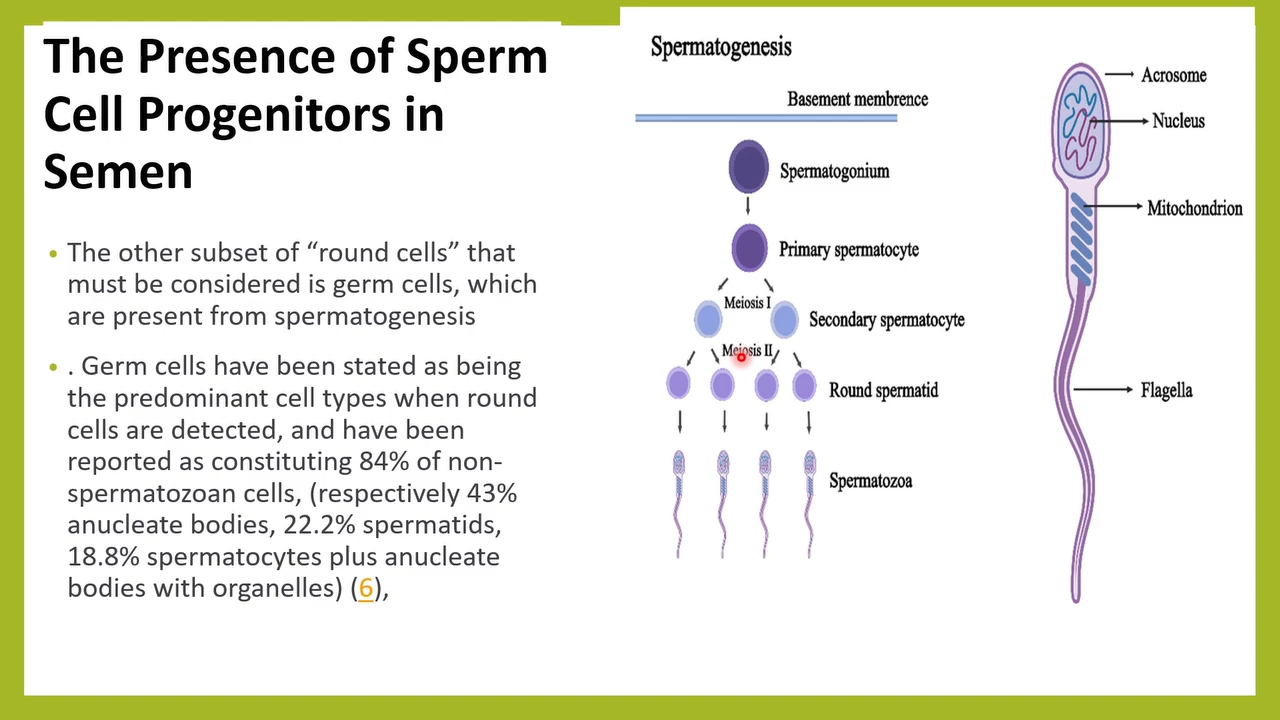 The Presence of Sperm
Cell Progenitors in
Semen
• The other subset of “round cells” that
must be considered is germ cells, which
are present from spermatogenesis
• . Germ cells have been stated as being
the predominant cell types when round
cells are detected, and have been
reported as constituting 84% of non-
spermatozoan cells, (respectively 43%
anucleate bodies, 22.2% spermatids,
18.8% spermatocytes plus anucleate
bodies with organelles) (6),
Spermatogenesis
Basement membrence
Spermatogonium
Primary spermatocyte
Meiosis I
Secondary spermatocyte
Meiosis II
Round spermatid
Spermatozoa
Acrosome
Nucleus
Mitochondrion
Flagella